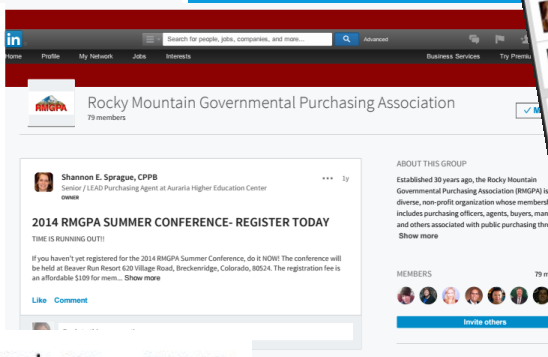 in
Search for people, jobs, companies, and more...
Advanced
Home Profile My Network Jobs Interests
Business Services Try Premiu
RMGPA
Rocky Mountain Governmental Purchasing Association
79 members
Shannon E. Sprague, CPPB
1y
Senior / LEAD Purchasing Agent at Auraria Higher Education Center
OWNER
2014 RMGPA SUMMER CONFERENCE- REGISTER TODAY
TIME IS RUNNING OUT!!
If you haven't yet registered for the 2014 RMGPA Summer Conference, do it NOW! The conference will
be held at Beaver Run Resort 620 Village Road, Breckenridge, Colorado, 80524. The registration fee is
an affordable $109 for mem... Show more
Like Comment
ABOUT THIS GROUP
Established 30 years ago, the Rocky Mountain
Governmental Purchasing Association (RMGPA) is
diverse, non-profit organization whose membersh
includes purchasing officers, agents, buyers, man
and others associated with public purchasing thr
Show more
MEMBERS
79 m
Invite others